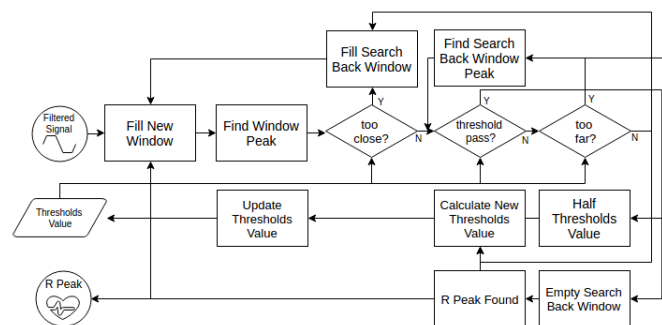 Fill Search
Back Window
Find Search
Back Window
Peak
Filtered
Signal
Fill New
Window
Find Window
Peak
too
close?
Y
N
threshold
pass?
Y
N
too
far?
Y
N
Thresholds
Value
Update
Thresholds
Value
Calculate New
Thresholds
Value
Half
Thresholds
Value
R Peak
R Peak Found
Empty Search
Back Window